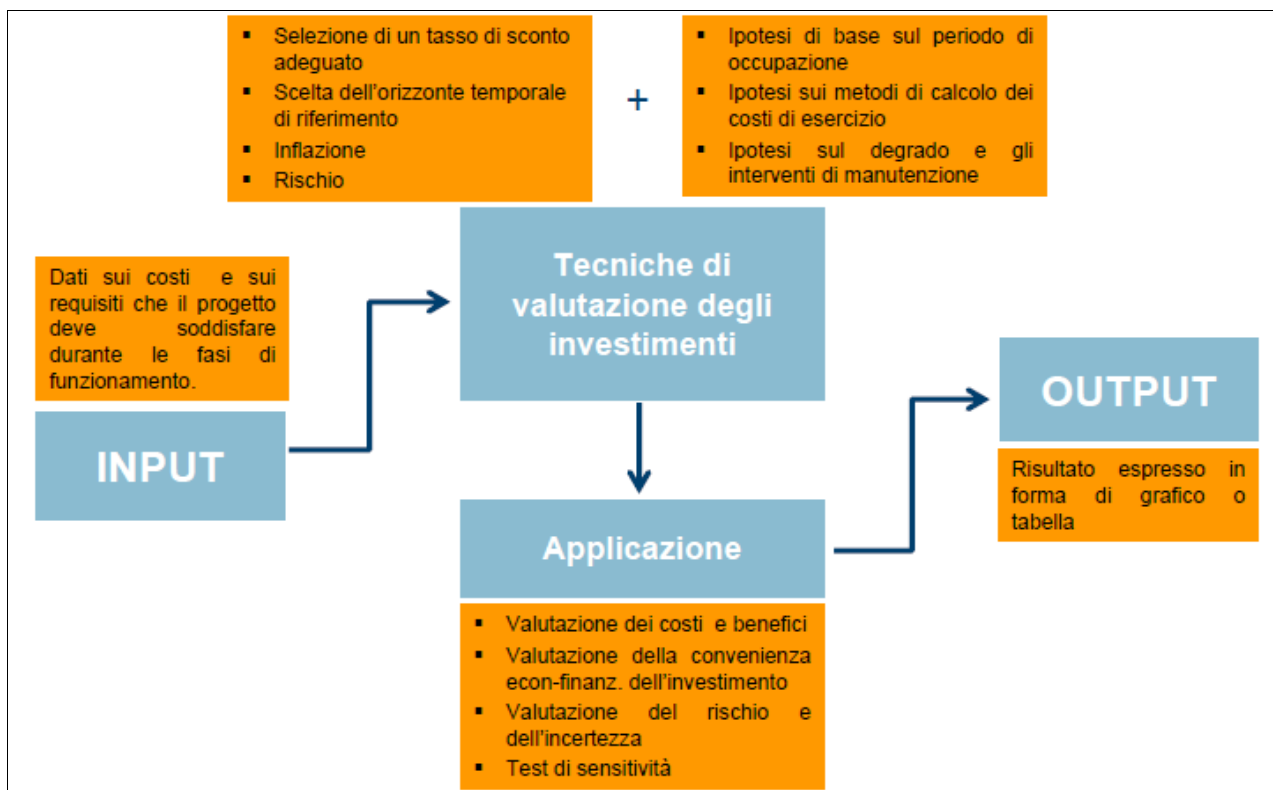 ▪ Selezione di un tasso di sconto
adeguato
▪ Scelta dell'orizzonte temporale
di riferimento
▪ Inflazione
▪ Rischio
+
▪ Ipotesi di base sul periodo di
occupazione
▪ Ipotesi sui metodi di calcolo dei
costi di esercizio
▪ Ipotesi sul degrado e gli
interventi di manutenzione
Dati sui costi e sui
requisiti che il progetto
deve soddisfare
durante le fasi di
funzionamento.
INPUT
Tecniche di
valutazione degli
investimenti
Applicazione
▪ Valutazione dei costi e benefici
▪ Valutazione della convenienza
econ-finanz. dell'investimento
▪ Valutazione del rischio e
dell'incertezza
▪ Test di sensitività
OUTPUT
Risultato espresso in
forma di grafico o
tabella